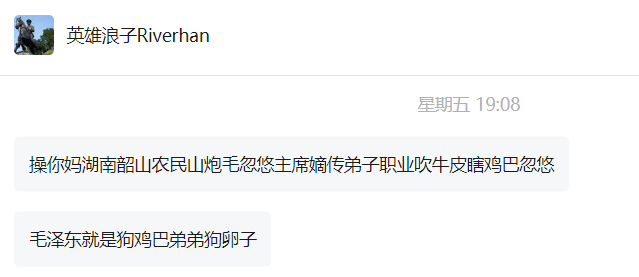 英雄浪子Riverhan
星期五 19:08
操你妈湖南韶山农民山炮毛忽悠主席嫡传弟子职业吹牛皮瞎鸡巴忽悠
毛泽东就是狗鸡巴弟弟狗卵子